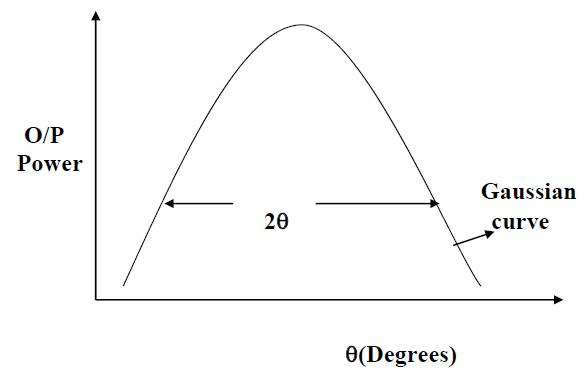 O/P
Power
2θ
Gaussian
curve
θ(Degrees)